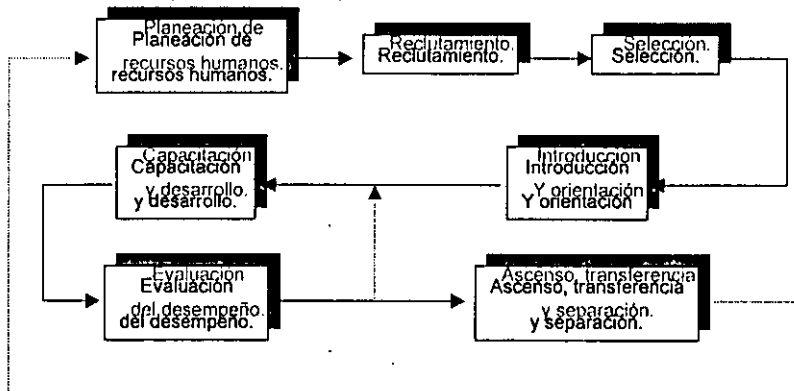 Planeación de
recursos humanos.
Reclutamiento.
Selección.
Capacitación
y desarrollo.
Introducción
Y orientación
Evaluación
del desempeño.
Ascenso, transferencia
y separación.